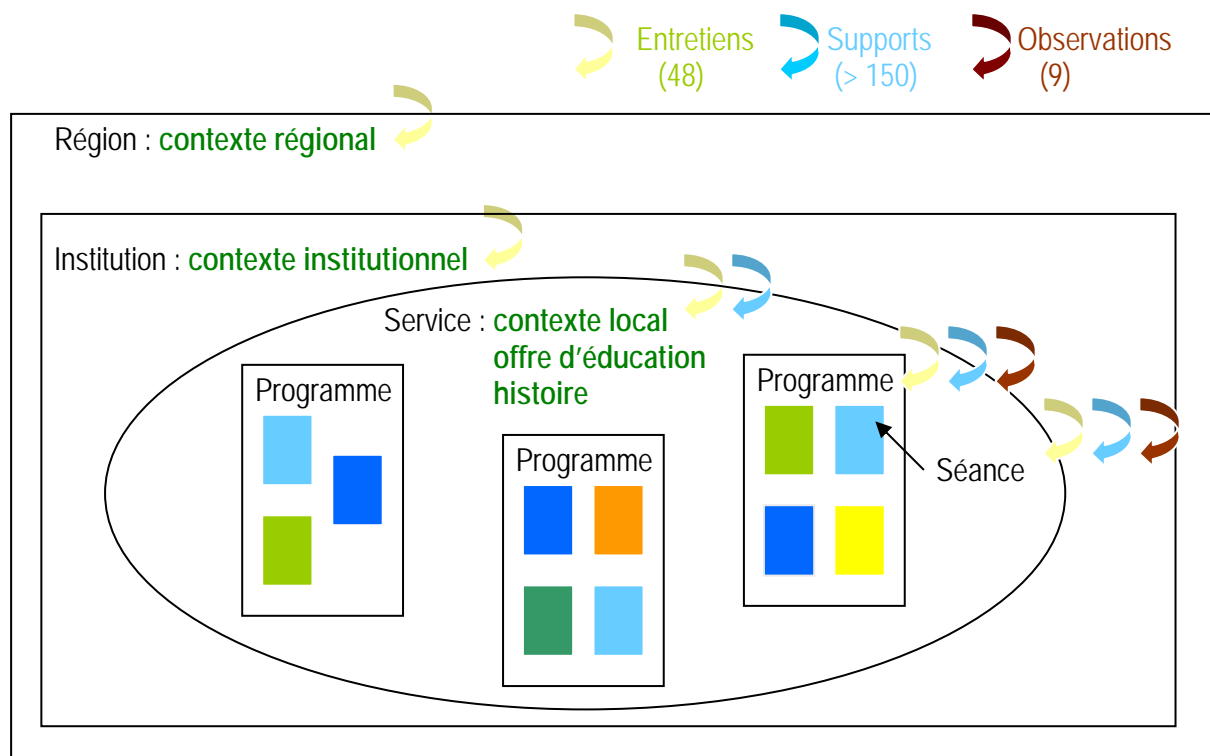 Entretiens
(48)
Supports
(> 150)
Observations
(9)
Région : contexte régional
Institution : contexte institutionnel
Service : contexte local
offre d'éducation
histoire
Programme
Programme
Programme
Séance